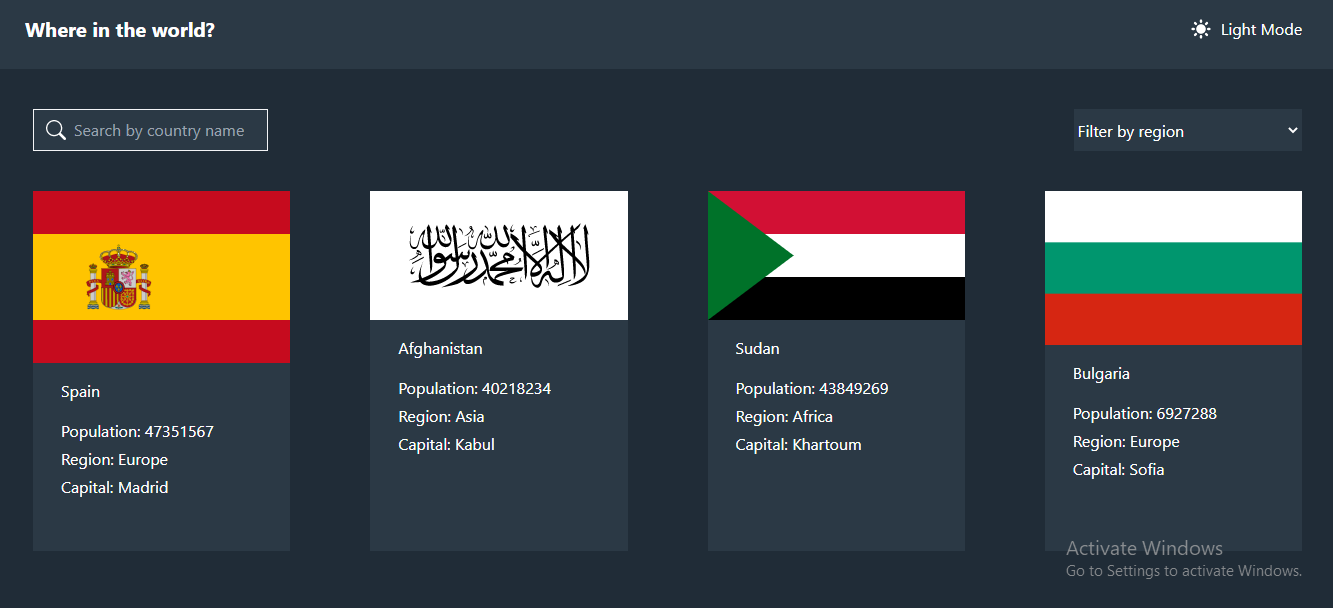 Where in the world?
Light Mode
Search by country name
Filter by region
لا إله إلا الله محمد رسول الله
Spain
Population: 47351567
Region: Europe
Capital: Madrid
Afghanistan
Population: 40218234
Region: Asia
Capital: Kabul
Sudan
Population: 43849269
Region: Africa
Capital: Khartoum
Bulgaria
Population: 6927288
Region: Europe
Capital: Sofia
Activate Windows
Go to Settings to activate Windows.